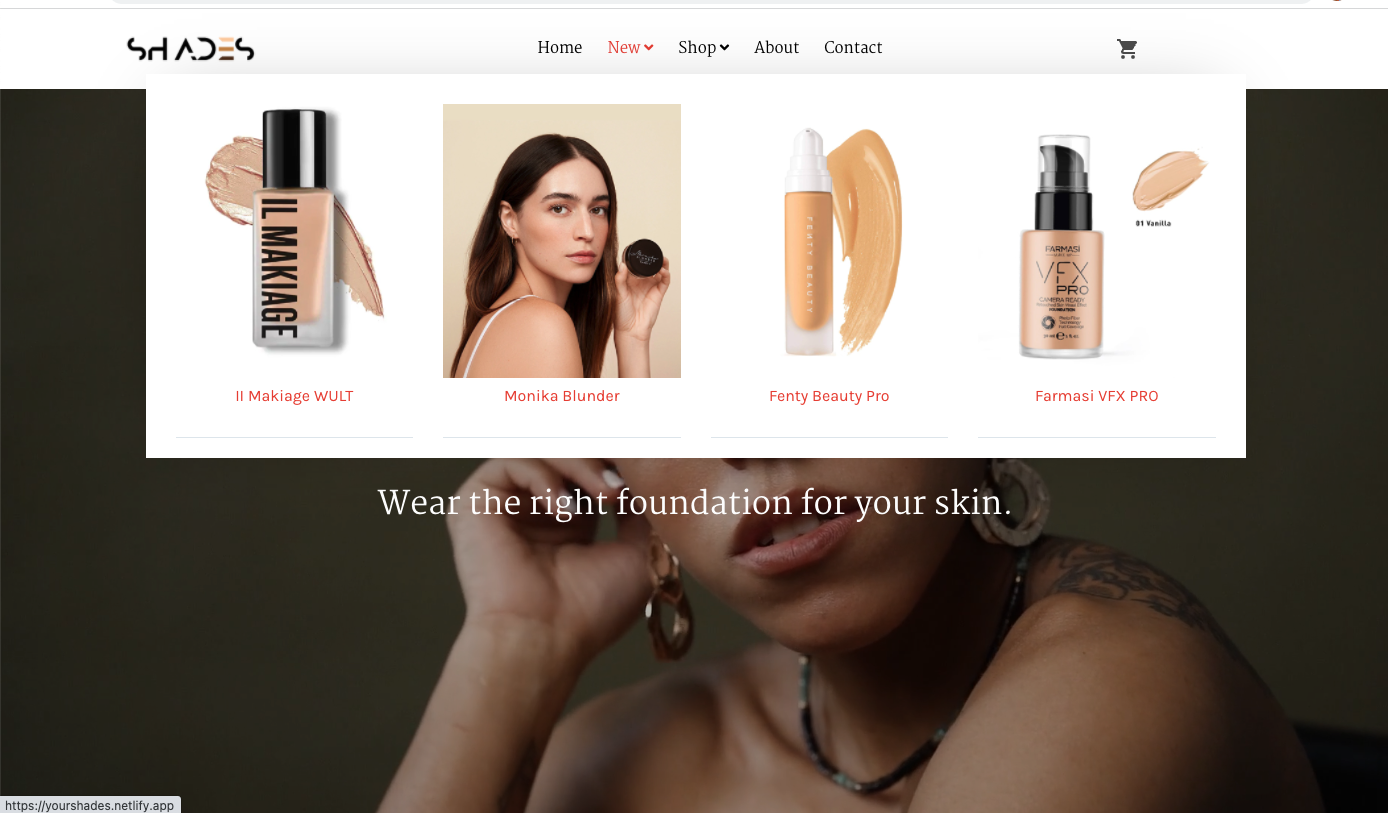 SHADES
Home New Shop About Contact
IL MAKIAGE
FENTY BEAUTY
FARMASI
VFX
PRO
CAMERA READY
FOUNDATION
01 Vanilla
Il Makiage WULT Monika Blunder Fenty Beauty Pro Farmasi VFX PRO
Wear the right foundation for your skin.
https://yourshades.netlify.app